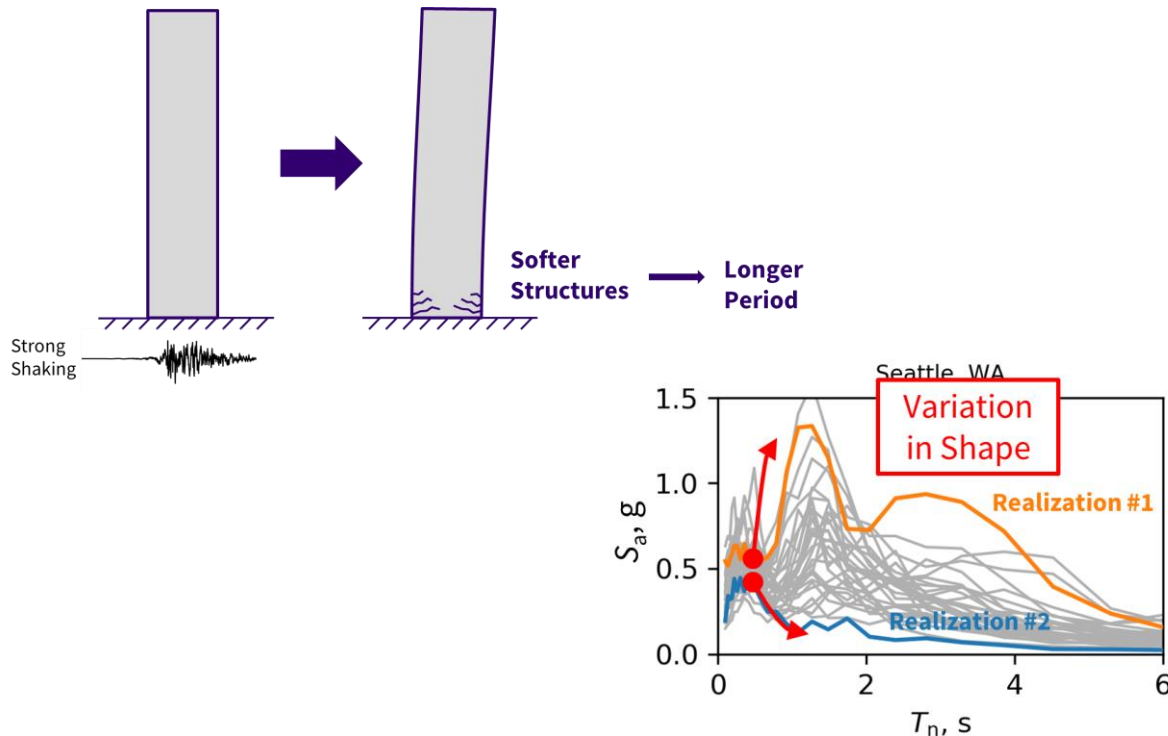 Softer
Structures
Longer
Period
Strong
Shaking
Seattle, WA
Variation
in Shape
1.5
1.0
0.5
0.0
Sa, g
Realization #1
Realization #2
0
2
4
6
Tn, s